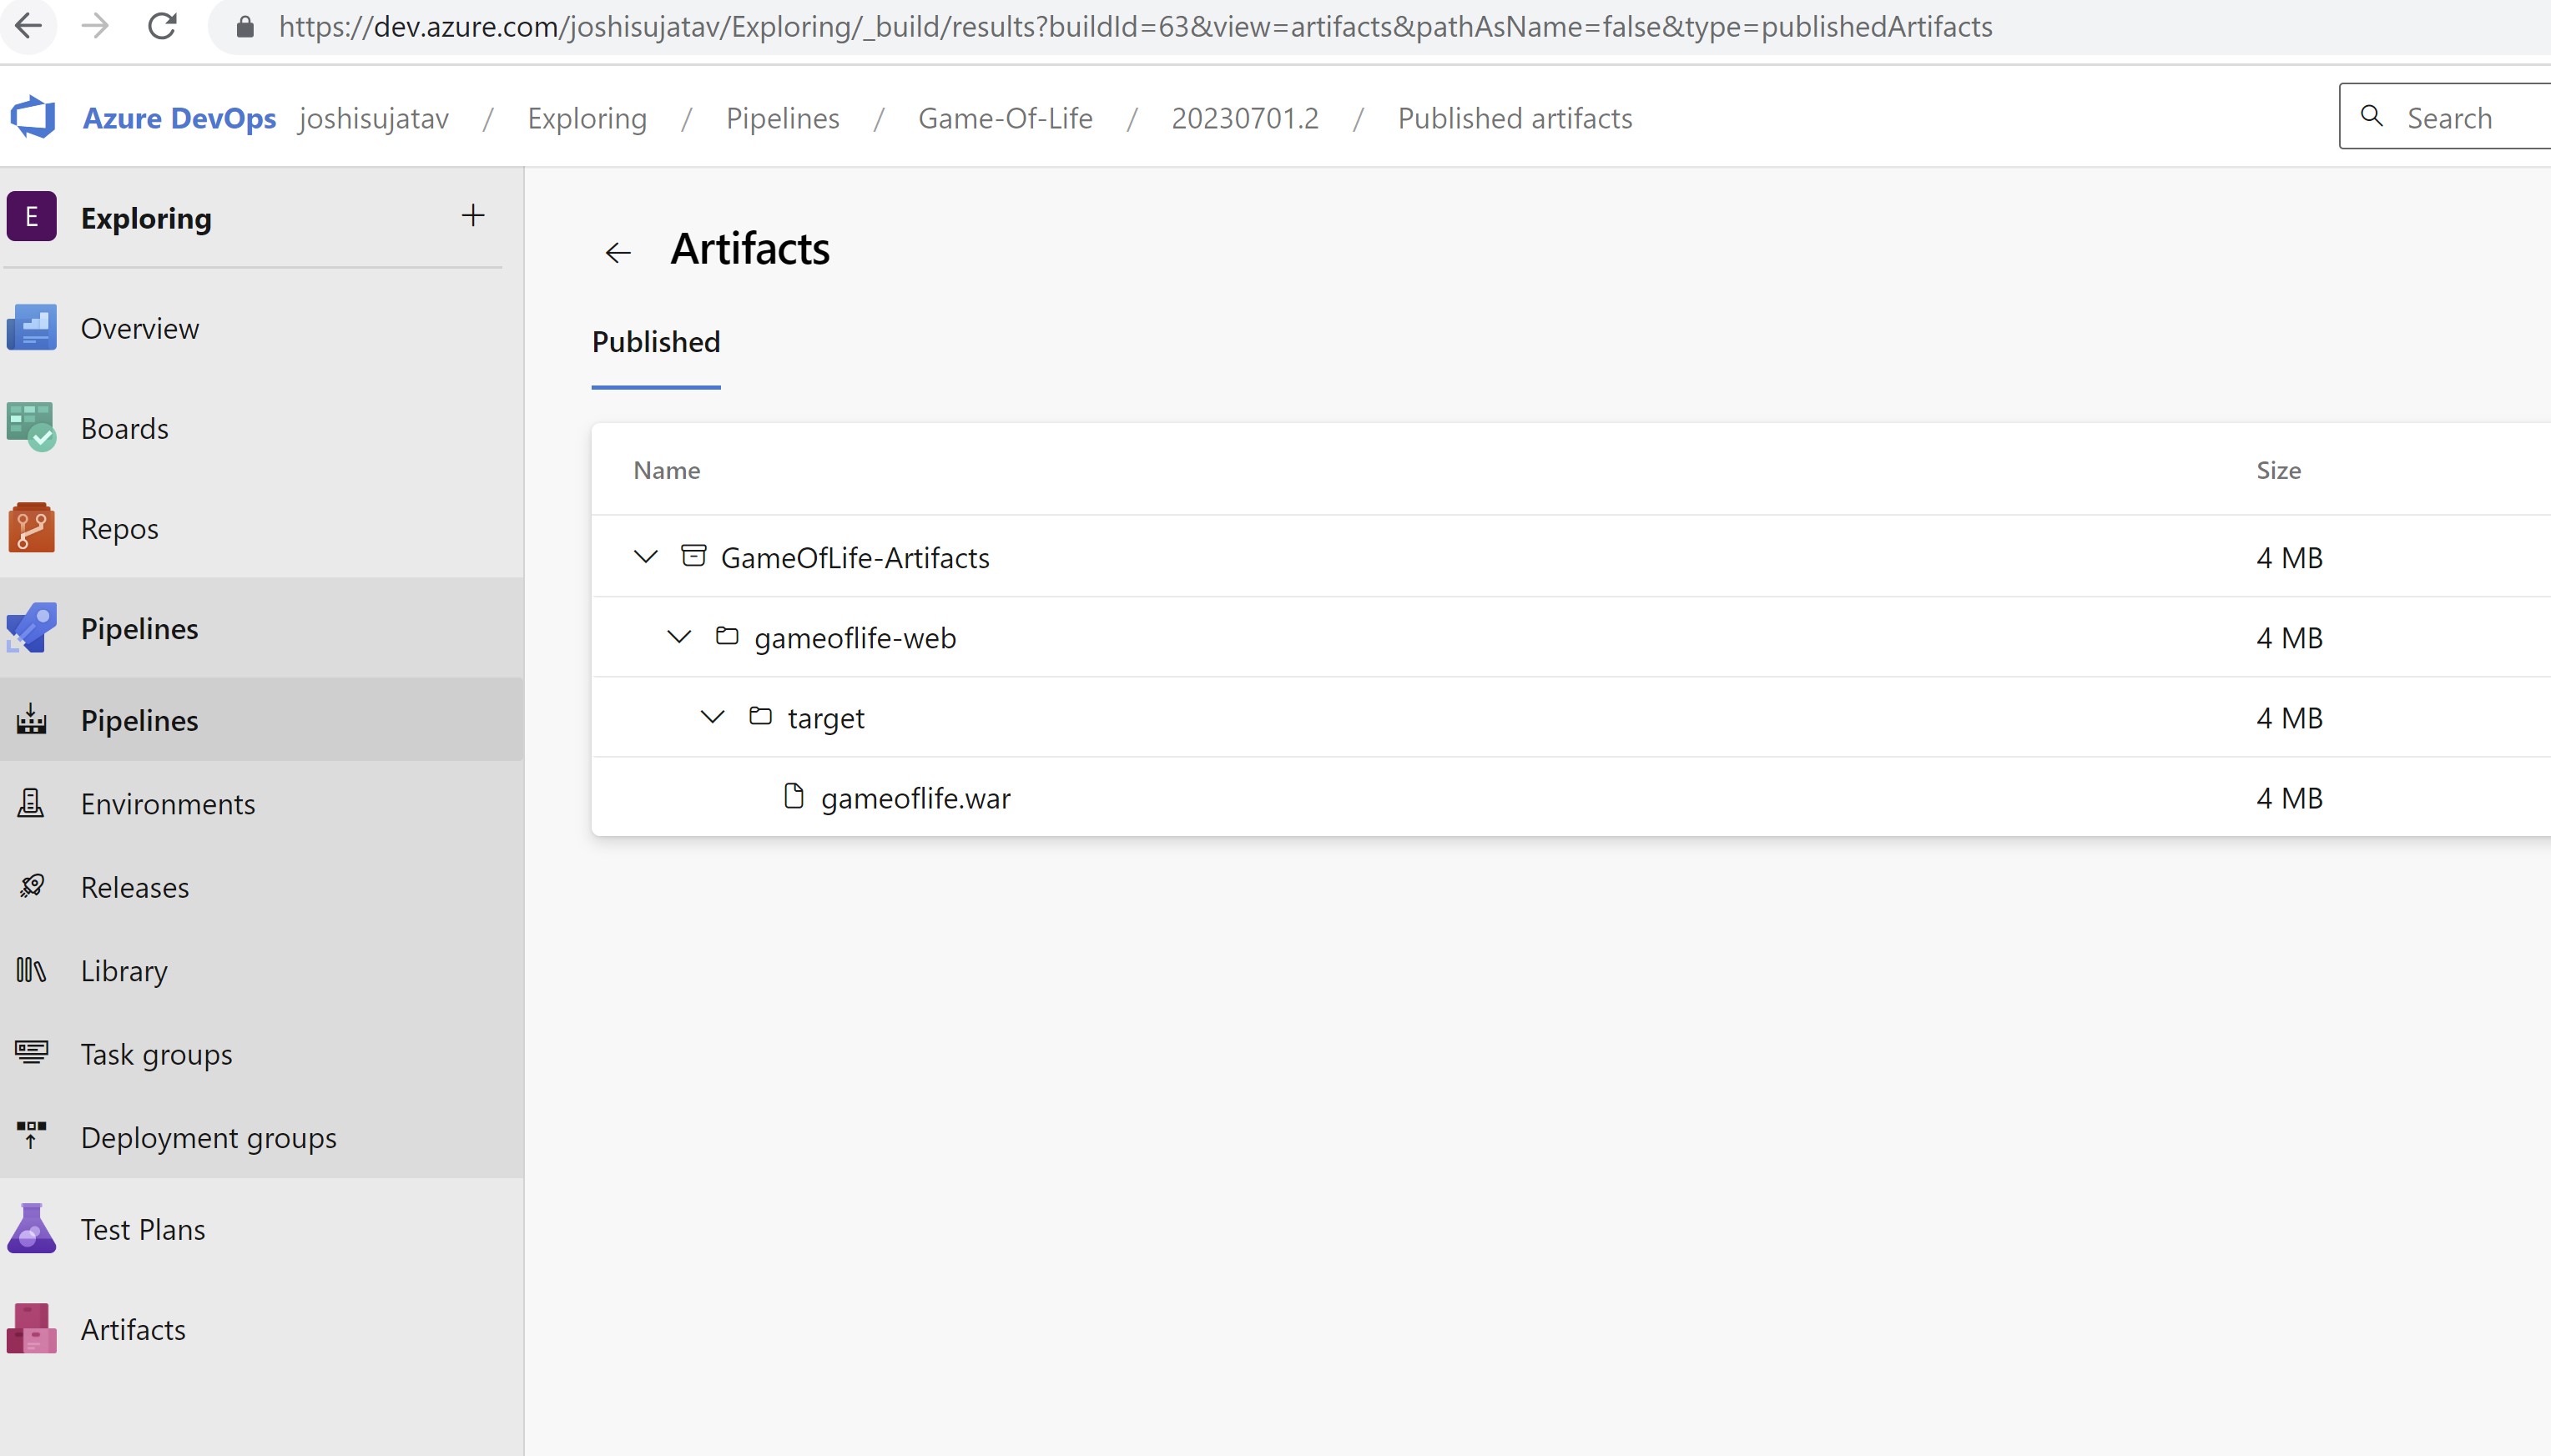 https://dev.azure.com/joshisujatav/Exploring/_build/results?buildId=63&view=artifacts&pathAsName=false&type=publishedArtifacts
Azure DevOps joshisujatav / Exploring / Pipelines / Game-Of-Life / 20230701.2 / Published artifacts
Search
E Exploring +
Overview
Boards
Repos
Pipelines
Pipelines
Environments
Releases
Library
Task groups
Deployment groups
Test Plans
Artifacts
Artifacts
Published
Name Size
GameOfLife-Artifacts 4 MB
gameoflife-web 4 MB
target 4 MB
gameoflife.war 4 MB